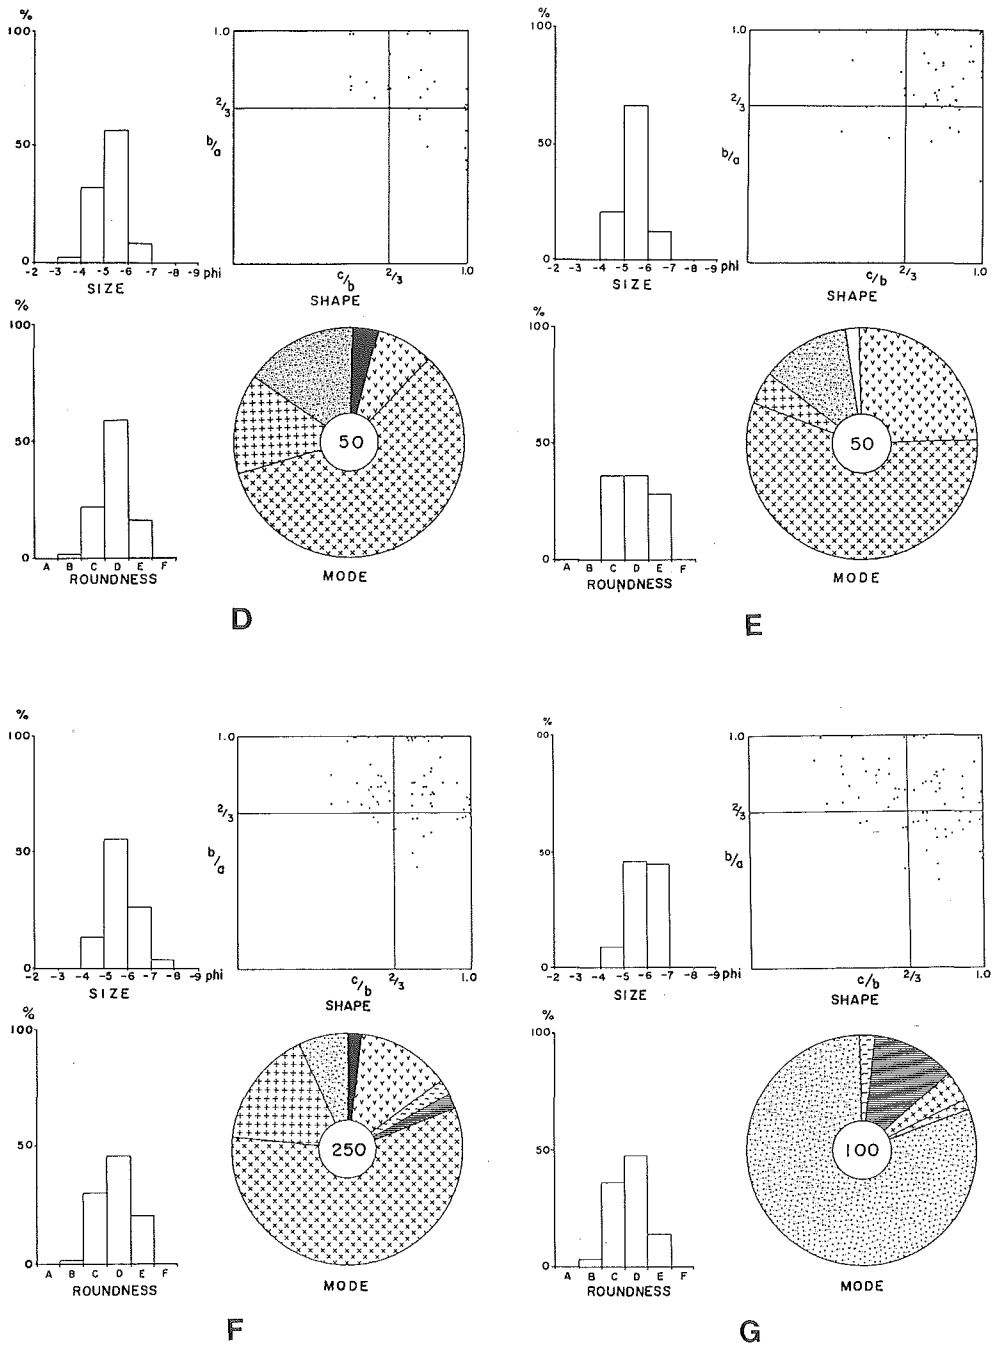 %
100
50
0
-2 -3 -4 -5 -6 -7 -8 -9 phi
SIZE
1.0
2/3
b/a
c/b 2/3 1.0
SHAPE
%
100
50
0
A B C D E F
ROUNDNESS
50
MODE
D
%
100
50
0
-2 -3 -4 -5 -6 -7 -8 -9 phi
SIZE
1.0
2/3
b/a
c/b 2/3 1.0
SHAPE
%
100
50
0
A B C D E F
ROUNDNESS
50
MODE
E
%
100
50
0
-2 -3 -4 -5 -6 -7 -8 -9 phi
SIZE
1.0
2/3
b/a
c/b 2/3 1.0
SHAPE
%
100
50
0
A B C D E F
ROUNDNESS
250
MODE
F
%
00
50
0
-2 -3 -4 -5 -6 -7 -8 -9 phi
SIZE
1.0
2/3
b/a
c/b 2/3 1.0
SHAPE
%
100
50
0
A B C D E F
ROUNDNESS
100
MODE
G